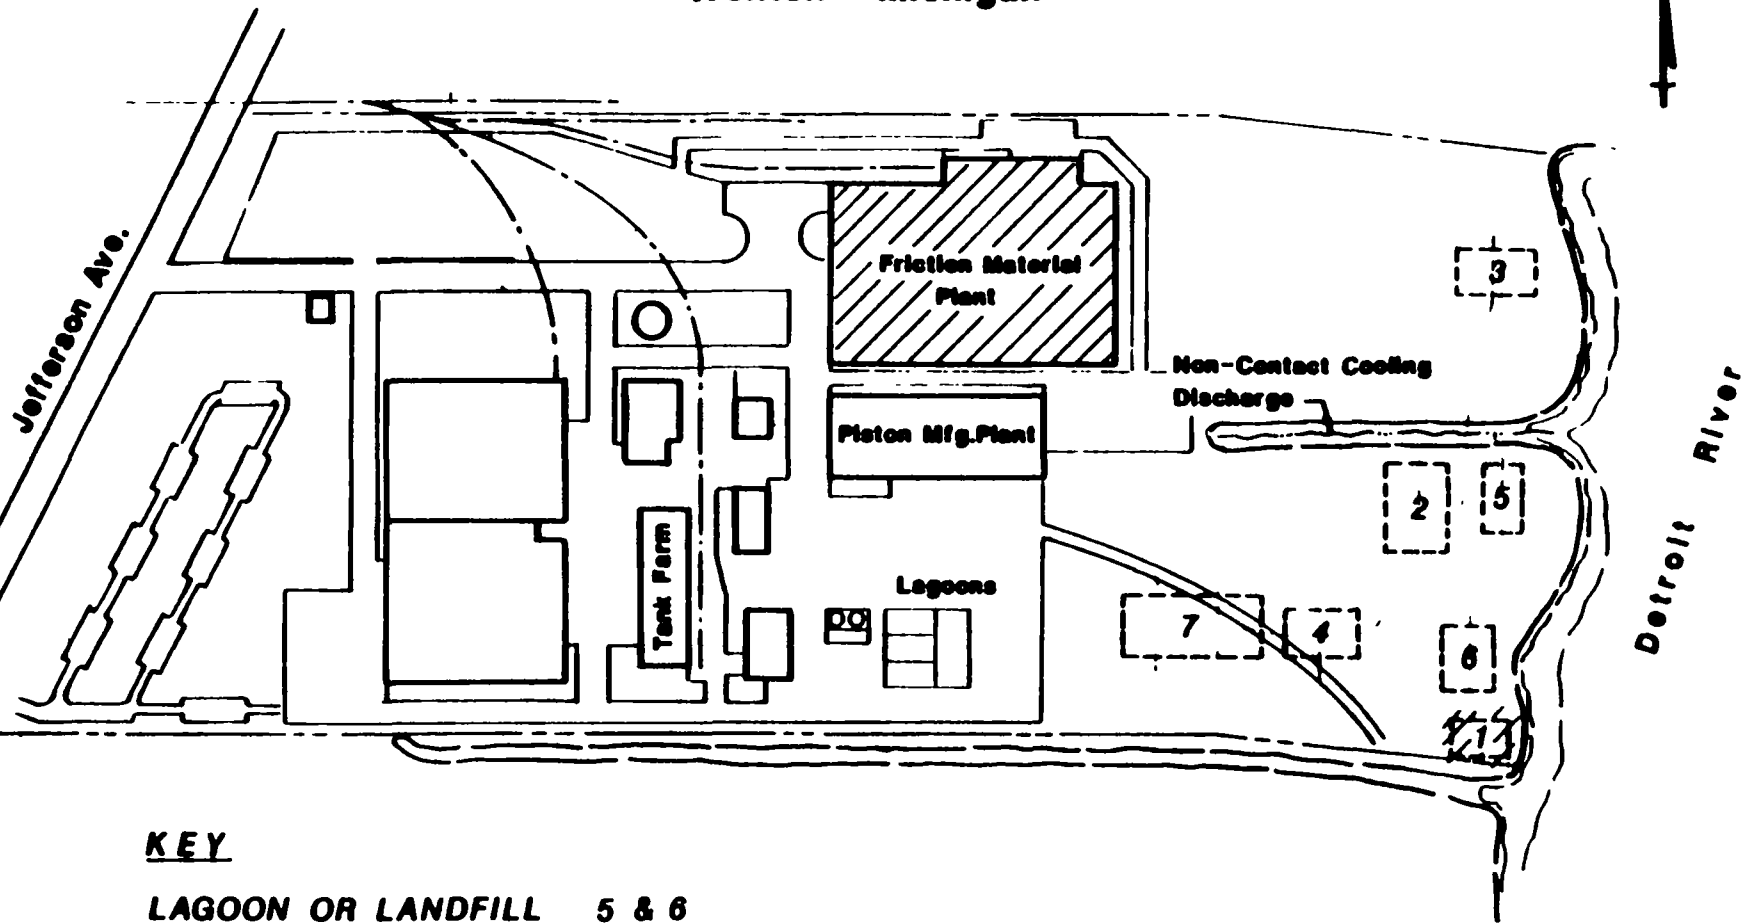 Jefferson Ave.
Friction Material
Plant
3
Non-Contact Cooling
Discharge
Piston Mfg.Plant
2
5
Detroit River
Tank Farm
Lagoons
7
4
6
1
KEY
LAGOON OR LANDFILL 5 & 6